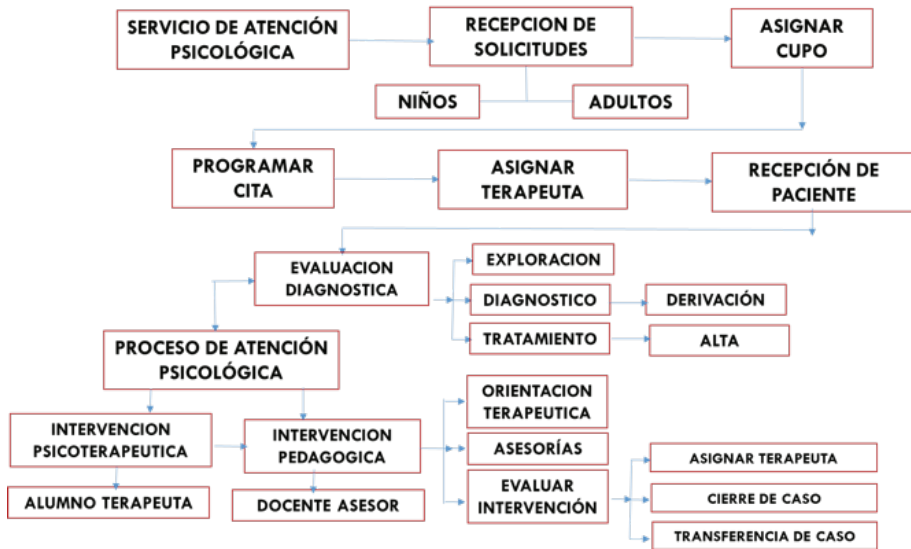 SERVICIO DE ATENCIÓN
PSICOLÓGICA
RECEPCION DE
SOLICITUDES
ASIGNAR
CUPO
NIÑOS
ADULTOS
PROGRAMAR
CITA
ASIGNAR
TERAPEUTA
RECEPCIÓN DE
PACIENTE
EVALUACION
DIAGNOSTICA
EXPLORACION
DIAGNOSTICO
DERIVACIÓN
TRATAMIENTO
ALTA
PROCESO DE ATENCIÓN
PSICOLÓGICA
INTERVENCION
PSICOTERAPEUTICA
INTERVENCION
PEDAGOGICA
ORIENTACION
TERAPEUTICA
ASESORÍAS
EVALUAR
INTERVENCIÓN
ALUMNO TERAPEUTA
DOCENTE ASESOR
ASIGNAR TERAPEUTA
CIERRE DE CASO
TRANSFERENCIA DE CASO